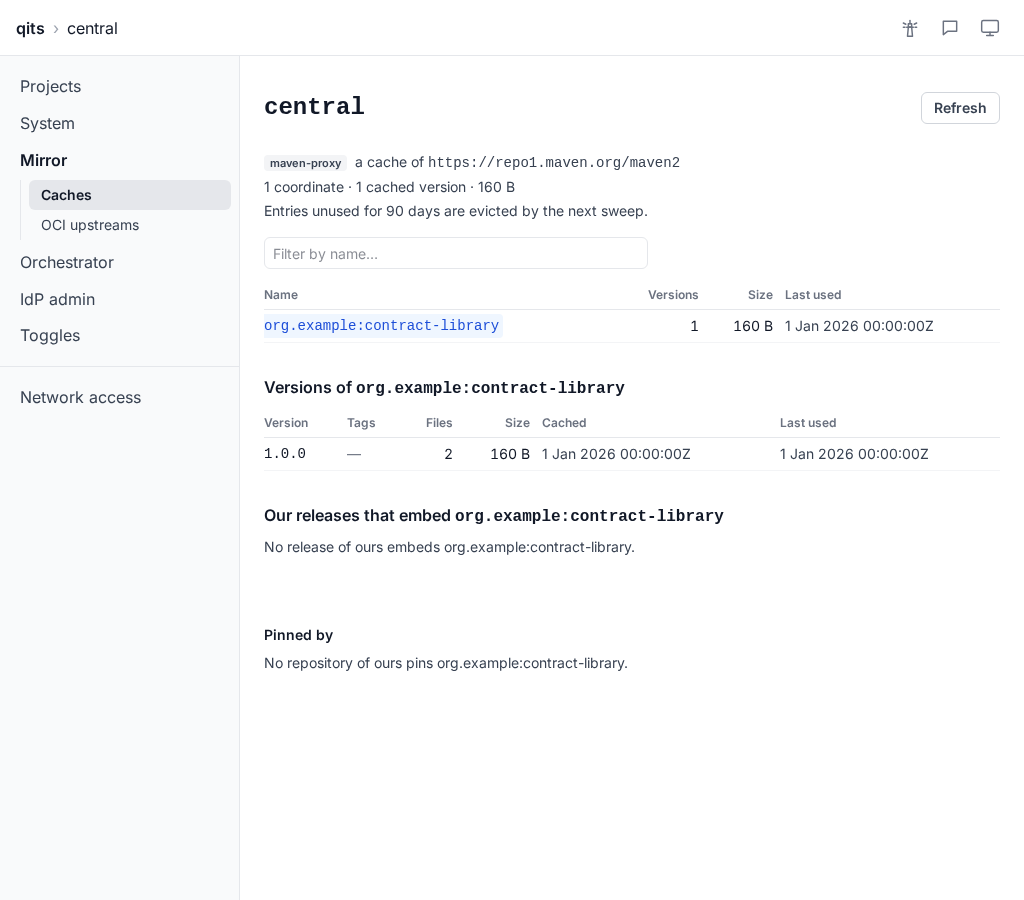 qits › central
Projects
System
Mirror
Caches
OCI upstreams
Orchestrator
IdP admin
Toggles
Network access
central
Refresh
maven-proxy a cache of https://repo1.maven.org/maven2
1 coordinate · 1 cached version · 160 B
Entries unused for 90 days are evicted by the next sweep.
Filter by name...
Name Versions Size Last used
org.example:contract-library 1 160 B 1 Jan 2026 00:00:00Z
Versions of org.example:contract-library
Version Tags Files Size Cached Last used
1.0.0 — 2 160 B 1 Jan 2026 00:00:00Z 1 Jan 2026 00:00:00Z
Our releases that embed org.example:contract-library
No release of ours embeds org.example:contract-library.
Pinned by
No repository of ours pins org.example:contract-library.